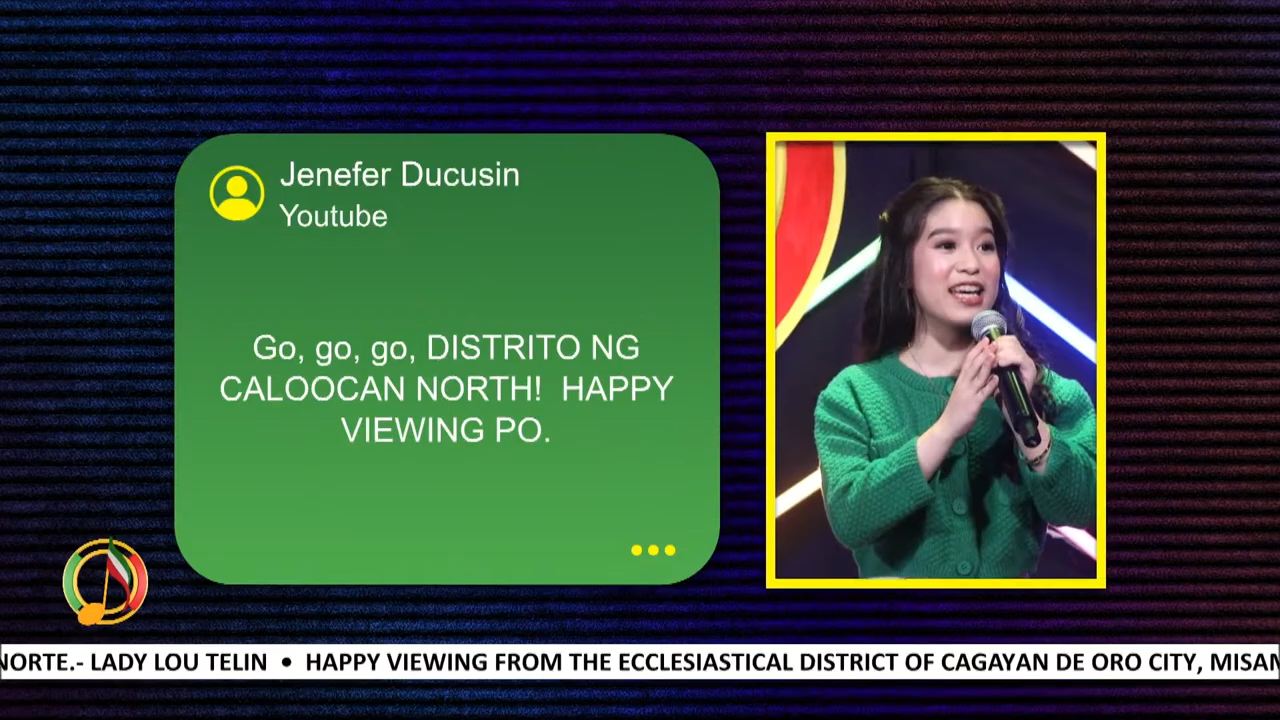 Jenefer Ducusin
Youtube
Go, go, go, DISTRITO NG
CALOOCAN NORTH!  HAPPY
VIEWING PO.
NORTE.- LADY LOU TELIN • HAPPY VIEWING FROM THE ECCLESIASTICAL DISTRICT OF CAGAYAN DE ORO CITY, MISAM